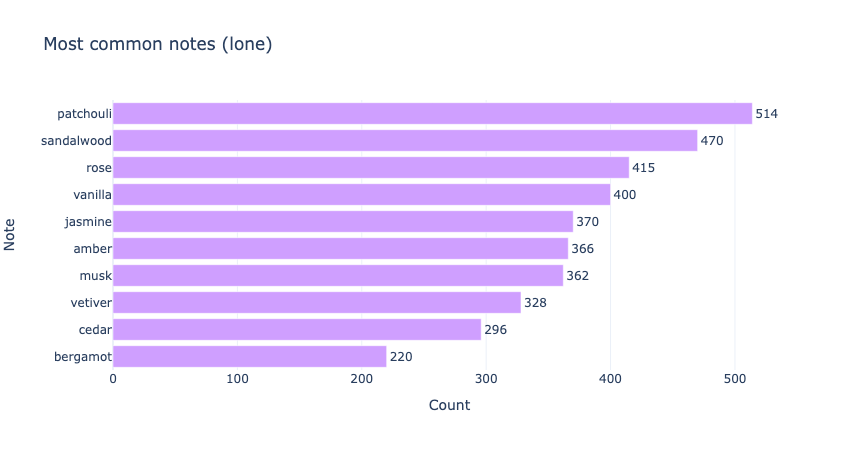 Most common notes (lone)
Note
patchouli 514
sandalwood 470
rose 415
vanilla 400
jasmine 370
amber 366
musk 362
vetiver 328
cedar 296
bergamot 220
0 100 200 300 400 500
Count